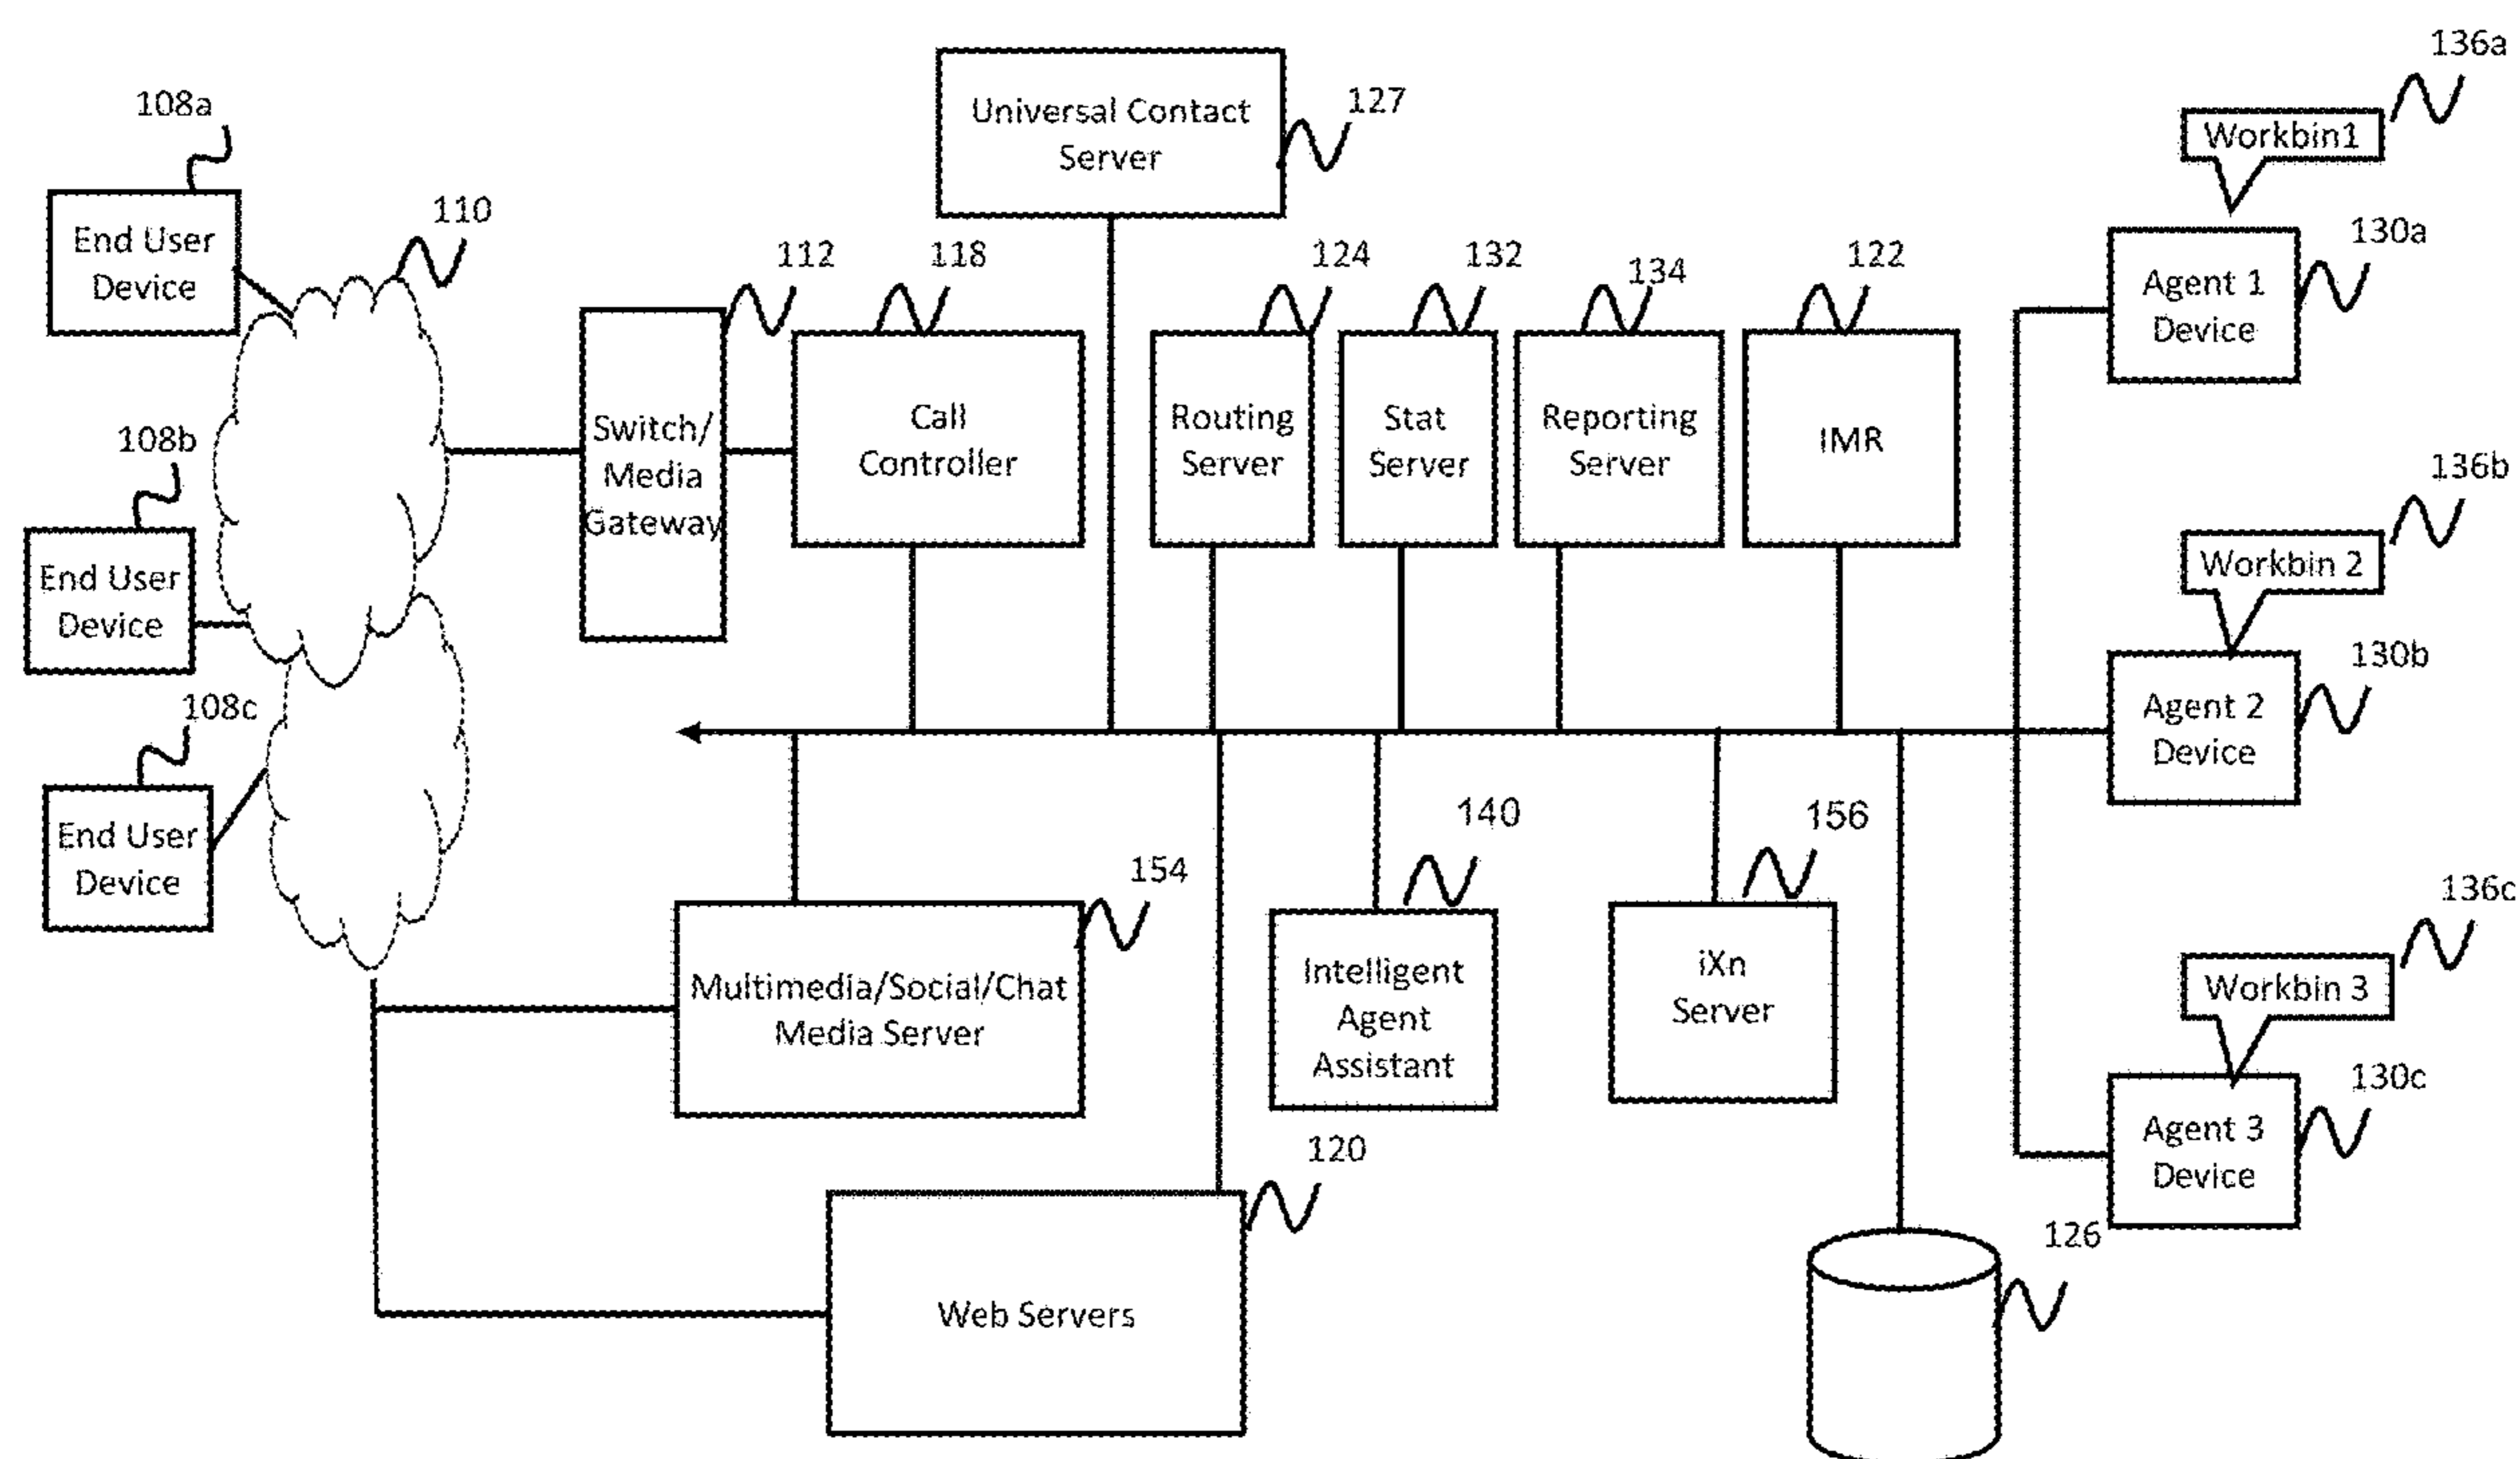 136a
Universal Contact
Server
127
108a
Workbin1
110
End User
Device
112
118
124
132
134
122
130a
Agent 1
Device
Switch/
Media
Gateway
Call
Controller
Routing
Server
Stat
Server
Reporting
Server
IMR
108b
136b
End User
Device
Workbin 2
130b
108c
Agent 2
Device
End User
Device
140
156
154
136c
Multimedia/Social/Chat
Media Server
Intelligent
Agent
Assistant
iXn
Server
Workbin 3
130c
Agent 3
Device
120
126
Web Servers